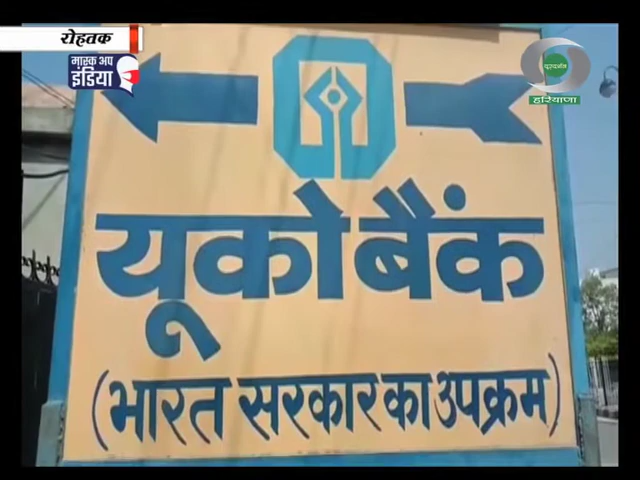 रोहतक
मास्क अप
इंडिया
दूरदर्शन
हरियाणा
यूको बैंक
(भारत सरकार का उपक्रम)